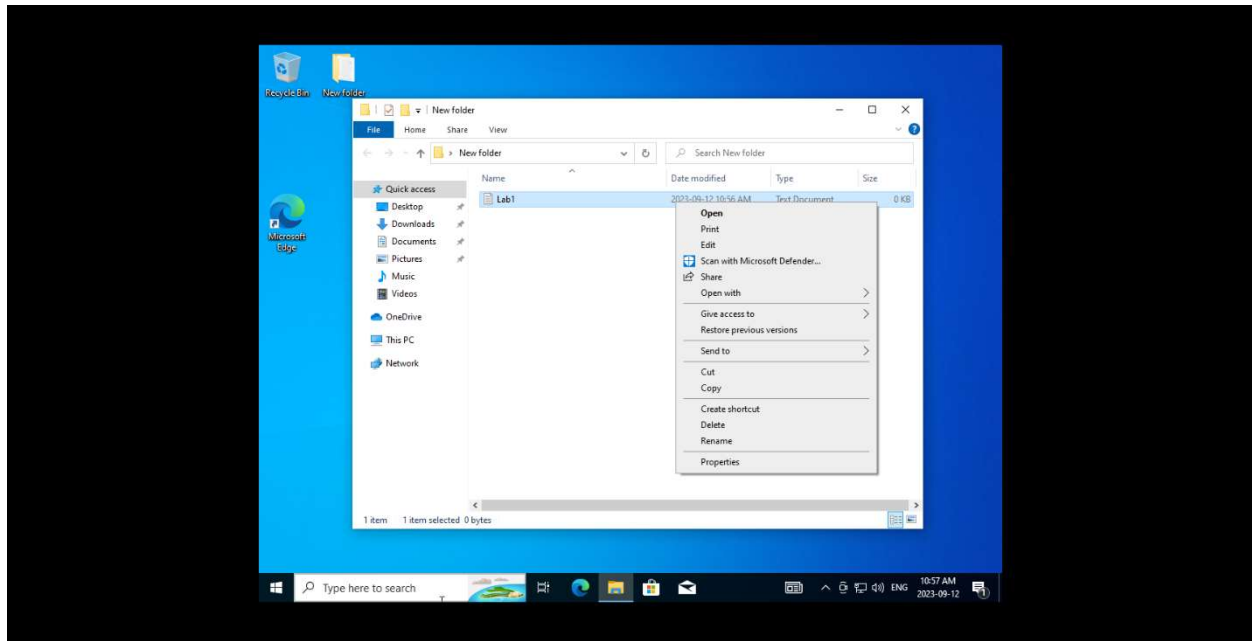 Recycle Bin
New folder
Microsoft
Edge
New folder
File Home Share View
New folder
Search New folder
Name Date modified Type Size
Lab1 2023-09-12 10:56 AM Text Document 0 KB
Quick access
Desktop
Downloads
Documents
Pictures
Music
Videos
OneDrive
This PC
Network
Open
Print
Edit
Scan with Microsoft Defender...
Share
Open with
Give access to
Restore previous versions
Send to
Cut
Copy
Create shortcut
Delete
Rename
Properties
1 item 1 item selected 0 bytes
Type here to search
ENG
10:57 AM
2023-09-12
1